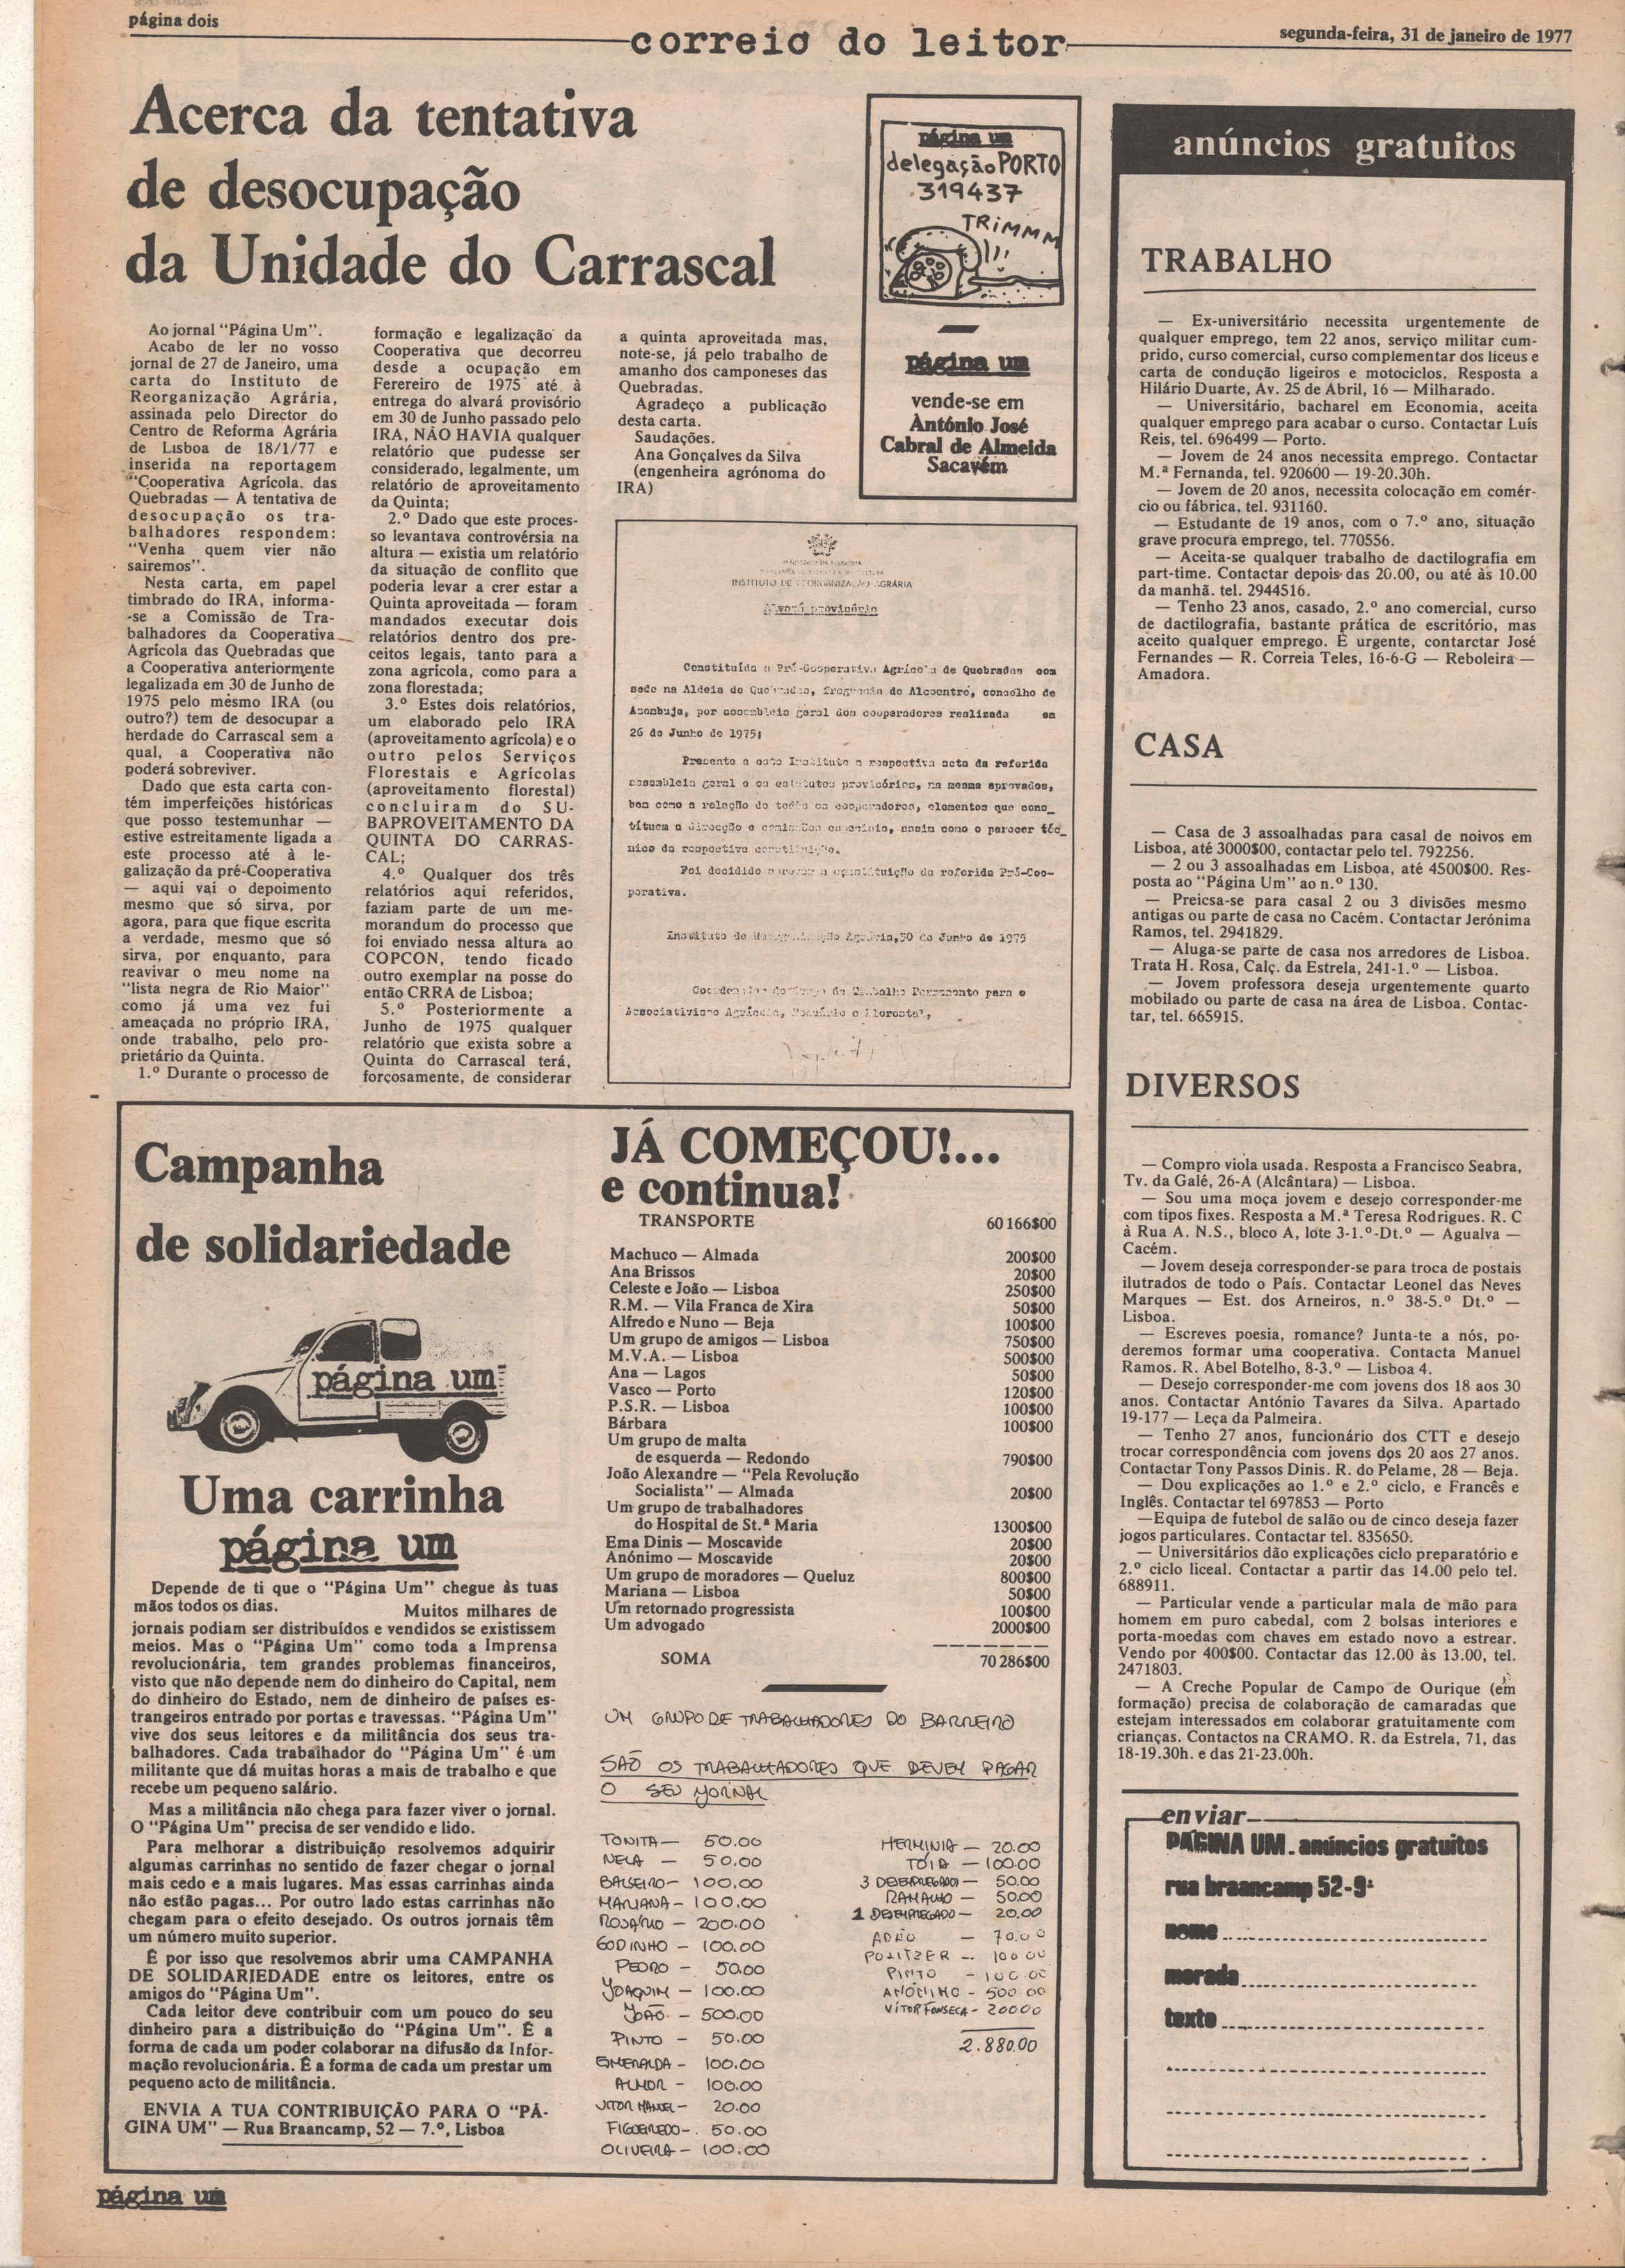 página dois
correio do leitor
segunda-feira, 31 de janeiro de 1977
Acerca da tentativa
de desocupação
da Unidade do Carrascal
Ao jornal "Página Um".
Acabo de ler no vosso
jornal de 27 de Janeiro, uma
carta do Instituto de
Reorganização Agrária,
assinada pelo Director do
Centro de Reforma Agrária
de Lisboa de 18/1/77 e
inserida na reportagem
"Cooperativa Agrícola. das
Quebradas — A tentativa de
desocupação os tra-
balhadores respondem:
"Venha quem vier não
sairemos".
Nesta carta, em papel
timbrado do IRA, informa-
-se a Comissão de Tra-
balhadores da Cooperativa
Agrícola das Quebradas que
a Cooperativa anteriormente
legalizada em 30 de Junho de
1975 pelo mesmo IRA (ou
outro?) tem de desocupar a
herdade do Carrascal sem a
qual, a Cooperativa não
poderá sobreviver.
Dado que esta carta con-
tém imperfeições históricas
que posso testemunhar —
estive estreitamente ligada a
este processo até à le-
galização da pré-Cooperativa
— aqui vai o depoimento
mesmo que só sirva, por
agora, para que fique escrita
a verdade, mesmo que só
sirva, por enquanto, para
reavivar o meu nome na
"lista negra de Rio Maior"
como já uma vez fui
ameaçada no próprio IRA,
onde trabalho, pelo pro-
prietário da Quinta.
1.º Durante o processo de
formação e legalização da
Cooperativa que decorreu
desde a ocupação em
Ferereiro de 1975 até à
entrega do alvará provisório
em 30 de Junho passado pelo
IRA, NÃO HAVIA qualquer
relatório que pudesse ser
considerado, legalmente, um
relatório de aproveitamento
da Quinta;
2.º Dado que este proces-
so levantava controvérsia na
altura — existia um relatório
da situação de conflito que
poderia levar a crer estar a
Quinta aproveitada — foram
mandados executar dois
relatórios dentro dos pre-
ceitos legais, tanto para a
zona agrícola, como para a
zona florestada;
3.º Estes dois relatórios,
um elaborado pelo IRA
(aproveitamento agrícola) e o
outro pelos Serviços
Florestais e Agrícolas
(aproveitamento florestal)
concluiram do SU-
BAPROVEITAMENTO DA
QUINTA DO CARRAS-
CAL;
4.º Qualquer dos três
relatórios aqui referidos,
faziam parte de um me-
morandum do processo que
foi enviado nessa altura ao
COPCON, tendo ficado
outro exemplar na posse do
então CRRA de Lisboa;
5.º Posteriormente a
Junho de 1975 qualquer
relatório que exista sobre a
Quinta do Carrascal terá,
forçosamente, de considerar
a quinta aproveitada mas,
note-se, já pelo trabalho de
amanho dos camponeses das
Quebradas.
Agradeço a publicação
desta carta.
Saudações.
Ana Gonçalves da Silva
(engenheira agrónoma do
IRA)
página um
delegação PORTO
319437
TRIMMM
página um
vende-se em
António José
Cabral de Almeida
Sacavém
INSTITUTO DE REORGANIZAÇÃO AGRÁRIA
Alvará provisório
Constituída a Pré-Cooperativa Agrícola de Quebradas com
sede na Aldeia de Quebradas, freguesia de Alcoentre, concelho de
Azambuja, por assembleia geral dos cooperadores realizada em
26 de Junho de 1975;
Presente a este Instituto a respectiva acta da referida
assembleia geral e os estatutos provisórios, na mesma aprovados,
bem como a relação de todos os cooperadores, elementos que cons_
tituem a direcção e comissões especiais, assim como o parecer téc_
nico da respectiva constituição.
Foi decidido aprovar a constituição da referida Pré-Coo-
perativa.
Instituto de Reorganização Agrária, 30 de Junho de 1975
Coordenador do Grupo de Trabalho Permanente para o
Associativismo Agrícola, Pecuário e Florestal,
anúncios gratuitos
TRABALHO
— Ex-universitário necessita urgentemente de
qualquer emprego, tem 22 anos, serviço militar cum-
prido, curso comercial, curso complementar dos liceus e
carta de condução ligeiros e motociclos. Resposta a
Hilário Duarte, Av. 25 de Abril, 16 — Milharado.
— Universitário, bacharel em Economia, aceita
qualquer emprego para acabar o curso. Contactar Luís
Reis, tel. 696499 — Porto.
— Jovem de 24 anos necessita emprego. Contactar
M.ª Fernanda, tel. 920600 — 19-20.30h.
— Jovem de 20 anos, necessita colocação em comér-
cio ou fábrica, tel. 931160.
— Estudante de 19 anos, com o 7.º ano, situação
grave procura emprego, tel. 770556.
— Aceita-se qualquer trabalho de dactilografia em
part-time. Contactar depois das 20.00, ou até às 10.00
da manhã. tel. 2944516.
— Tenho 23 anos, casado, 2.º ano comercial, curso
de dactilografia, bastante prática de escritório, mas
aceito qualquer emprego. É urgente, contarctar José
Fernandes — R. Correia Teles, 16-6-G — Reboleira —
Amadora.
CASA
— Casa de 3 assoalhadas para casal de noivos em
Lisboa, até 3000$00, contactar pelo tel. 792256.
— 2 ou 3 assoalhadas em Lisboa, até 4500$00. Res-
posta ao "Página Um" ao n.º 130.
— Preicsa-se para casal 2 ou 3 divisões mesmo
antigas ou parte de casa no Cacém. Contactar Jerónima
Ramos, tel. 2941829.
— Aluga-se parte de casa nos arredores de Lisboa.
Trata H. Rosa, Calç. da Estrela, 241-1.º — Lisboa.
— Jovem professora deseja urgentemente quarto
mobilado ou parte de casa na área de Lisboa. Contac-
tar, tel. 665915.
DIVERSOS
— Compro viola usada. Resposta a Francisco Seabra,
Tv. da Galé, 26-A (Alcântara) — Lisboa.
— Sou uma moça jovem e desejo corresponder-me
com tipos fixes. Resposta a M.ª Teresa Rodrigues. R. C
à Rua A. N.S., bloco A, lote 3-1.º-Dt.º — Agualva —
Cacém.
— Jovem deseja corresponder-se para troca de postais
ilutrados de todo o País. Contactar Leonel das Neves
Marques — Est. dos Arneiros, n.º 38-5.º Dt.º —
Lisboa.
— Escreves poesia, romance? Junta-te a nós, po-
deremos formar uma cooperativa. Contacta Manuel
Ramos. R. Abel Botelho, 8-3.º — Lisboa 4.
— Desejo corresponder-me com jovens dos 18 aos 30
anos. Contactar António Tavares da Silva. Apartado
19-177 — Leça da Palmeira.
— Tenho 27 anos, funcionário dos CTT e desejo
trocar correspondência com jovens dos 20 aos 27 anos.
Contactar Tony Passos Dinis. R. do Pelame, 28 — Beja.
— Dou explicações ao 1.º e 2.º ciclo, e Francês e
Inglês. Contactar tel 697853 — Porto
—Equipa de futebol de salão ou de cinco deseja fazer
jogos particulares. Contactar tel. 835650.
— Universitários dão explicações ciclo preparatório e
2.º ciclo liceal. Contactar a partir das 14.00 pelo tel.
688911.
— Particular vende a particular mala de mão para
homem em puro cabedal, com 2 bolsas interiores e
porta-moedas com chaves em estado novo a estrear.
Vendo por 400$00. Contactar das 12.00 às 13.00, tel.
2471803.
— A Creche Popular de Campo de Ourique (em
formação) precisa de colaboração de camaradas que
estejam interessados em colaborar gratuitamente com
crianças. Contactos na CRAMO. R. da Estrela, 71, das
18-19.30h. e das 21-23.00h.
enviar
PÁGINA UM. anúncios gratuitos
rua braancamp 52-9º
nome
morada
texto
Campanha
de solidariedade
página um
Uma carrinha
página um
Depende de ti que o "Página Um" chegue às tuas
mãos todos os dias. Muitos milhares de
jornais podiam ser distribuídos e vendidos se existissem
meios. Mas o "Página Um" como toda a Imprensa
revolucionária, tem grandes problemas financeiros,
visto que não depende nem do dinheiro do Capital, nem
do dinheiro do Estado, nem de dinheiro de países es-
trangeiros entrado por portas e travessas. "Página Um"
vive dos seus leitores e da militância dos seus tra-
balhadores. Cada trabalhador do "Página Um" é um
militante que dá muitas horas a mais de trabalho e que
recebe um pequeno salário.
Mas a militância não chega para fazer viver o jornal.
O "Página Um" precisa de ser vendido e lido.
Para melhorar a distribuição resolvemos adquirir
algumas carrinhas no sentido de fazer chegar o jornal
mais cedo e a mais lugares. Mas essas carrinhas ainda
não estão pagas... Por outro lado estas carrinhas não
chegam para o efeito desejado. Os outros jornais têm
um número muito superior.
É por isso que resolvemos abrir uma CAMPANHA
DE SOLIDARIEDADE entre os leitores, entre os
amigos do "Página Um".
Cada leitor deve contribuir com um pouco do seu
dinheiro para a distribuição do "Página Um". É a
forma de cada um poder colaborar na difusão da Infor-
mação revolucionária. É a forma de cada um prestar um
pequeno acto de militância.
ENVIA A TUA CONTRIBUIÇÃO PARA O "PÁ-
GINA UM" — Rua Braancamp, 52 — 7.º, Lisboa
JÁ COMEÇOU!...
e continua!
TRANSPORTE 60 166$00
Machuco — Almada 200$00
Ana Brissos 20$00
Celeste e João — Lisboa 250$00
R.M. — Vila Franca de Xira 50$00
Alfredo e Nuno — Beja 100$00
Um grupo de amigos — Lisboa 750$00
M.V.A. — Lisboa 500$00
Ana — Lagos 50$00
Vasco — Porto 120$00
P.S.R. — Lisboa 100$00
Bárbara 100$00
Um grupo de malta
de esquerda — Redondo 790$00
João Alexandre — "Pela Revolução
Socialista" — Almada 20$00
Um grupo de trabalhadores
do Hospital de St.ª Maria 1300$00
Ema Dinis — Moscavide 20$00
Anónimo — Moscavide 20$00
Um grupo de moradores — Queluz 800$00
Mariana — Lisboa 50$00
Um retornado progressista 100$00
Um advogado 2000$00
SOMA 70 286$00
UM GRUPO DE TRABALHADORES DO BARREIRO
SÃO OS TRABALHADORES QUE DEVEM PAGAR
O SEU JORNAL
TONITA — 50.00
NELA — 50.00
BALSEIRO — 100.00
MARIANA — 100.00
ROSÁRIO — 200.00
GODINHO — 100.00
PEDRO — 50.00
JOAQUIM — 100.00
JOÃO — 500.00
PINTO — 50.00
ESMERALDA — 100.00
ALMOR — 100.00
VITOR MANUEL — 20.00
FIGUEIREDO — 50.00
OLIVEIRA — 100.00
HERMINIA — 20.00
TÓIA — 100.00
3 DESEMPREGADOS — 50.00
RAMALHO — 50.00
1 DESEMPREGADO — 20.00
ADÃO — 70.00
POLITZER — 100 00
PINTO — 100.00
ANÓNIMO — 500 00
VÍTOR FONSECA — 200 00
2.880.00
página um